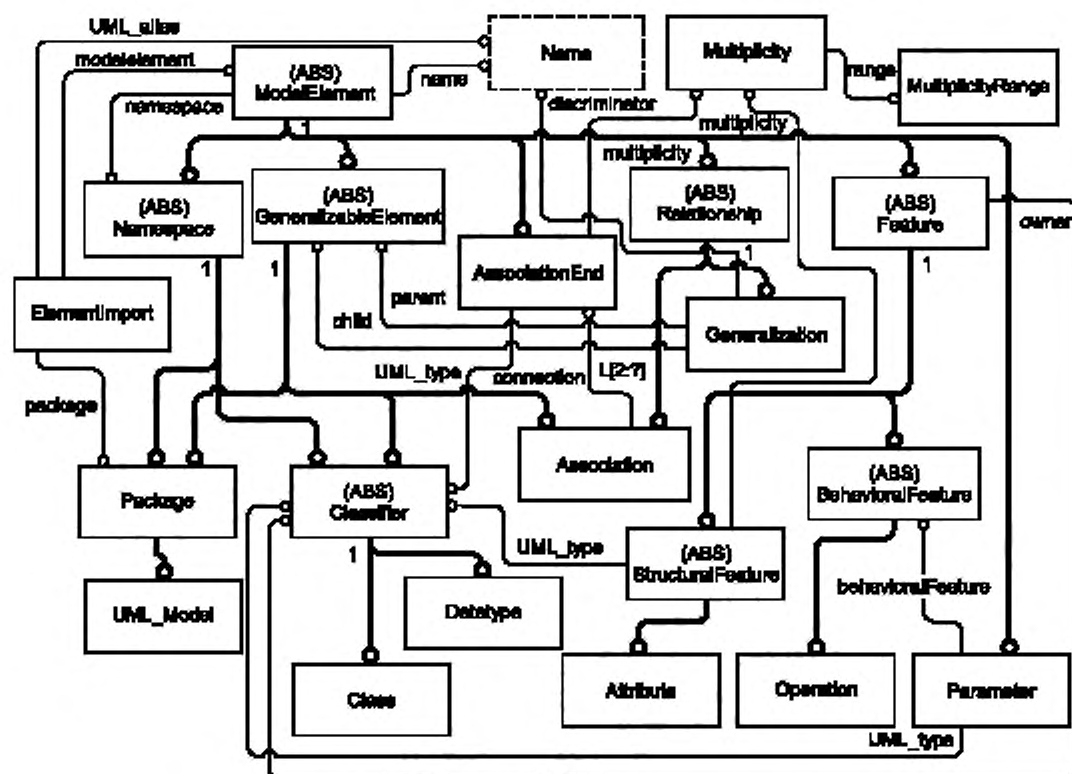 UML_alias
modelelement
(ABS)
ModelElement
name
Name
Multiplicity
range
MultiplicityRange
namespace
1
discriminator
multiplicity
multiplicity
(ABS)
Namespace
1
(ABS)
GeneralizableElement
1
(ABS)
Relationship
1
(ABS)
Feature
1
owner
ElementImport
AssociationEnd
parent
child
Generalization
UML_type
connection
L[2:?]
package
Package
(ABS)
Classifier
1
Association
(ABS)
BehavioralFeature
UML_type
(ABS)
StructuralFeature
behavioralFeature
UML_Model
Datatype
Class
Attribute
Operation
Parameter
UML_type